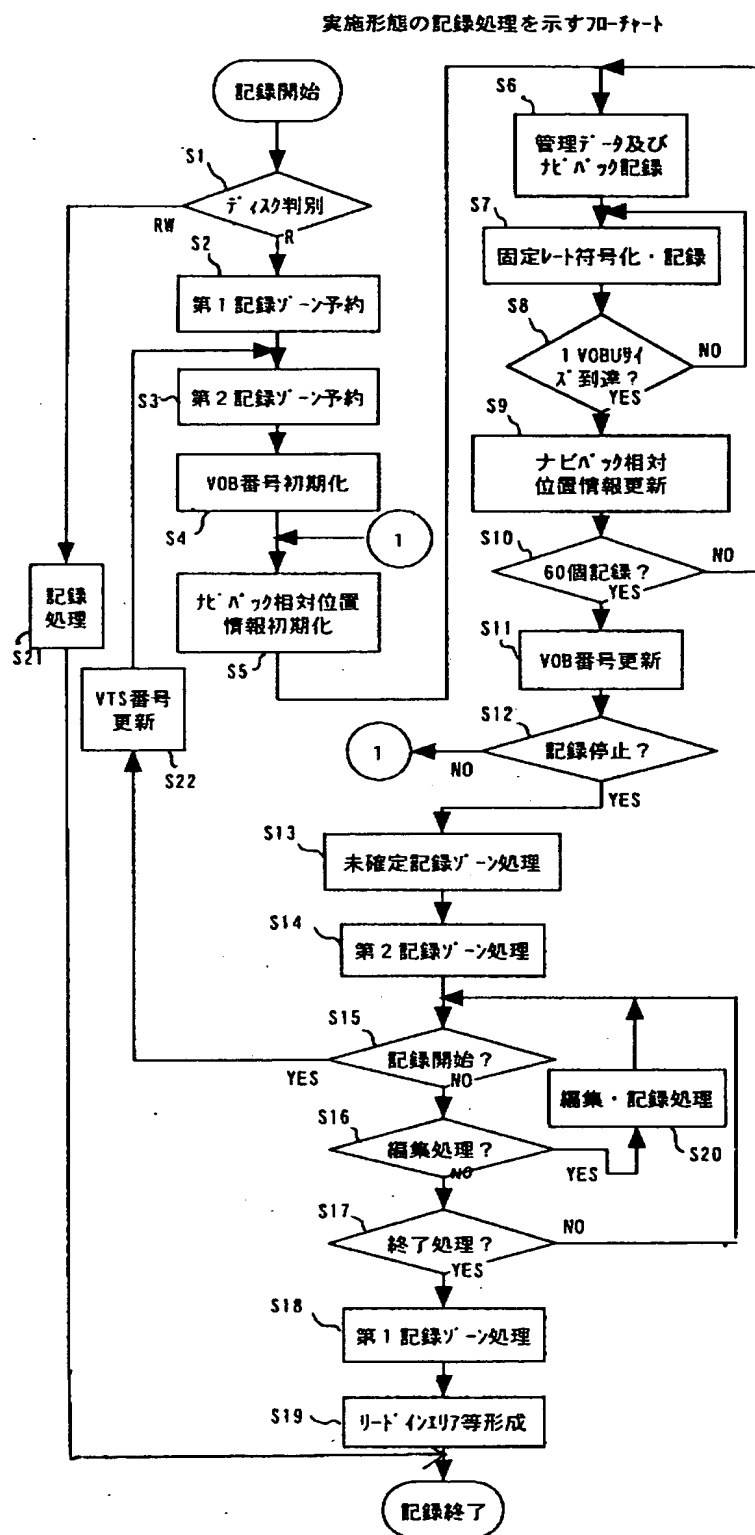 実施形態の記録処理を示すフローチャート
記録開始
S1
ディスク判別
RW
R
S2
第1記録ゾーン予約
S3
第2記録ゾーン予約
VOB番号初期化
S4
1
ナビパック相対位置
情報初期化
S5
記録
処理
S21
VTS番号
更新
S22
S6
管理データ及び
ナビパック記録
S7
固定レート符号化・記録
S8
1VOBUサイ
ズ到達?
NO
YES
S9
ナビパック相対
位置情報更新
S10
60個記録?
NO
YES
S11
VOB番号更新
S12
記録停止?
1
NO
YES
S13
未確定記録ゾーン処理
S14
第2記録ゾーン処理
S15
記録開始?
YES
NO
S16
編集処理?
YES
NO
編集・記録処理
S20
S17
終了処理?
NO
YES
S18
第1記録ゾーン処理
S19
リードインエリア等形成
記録終了